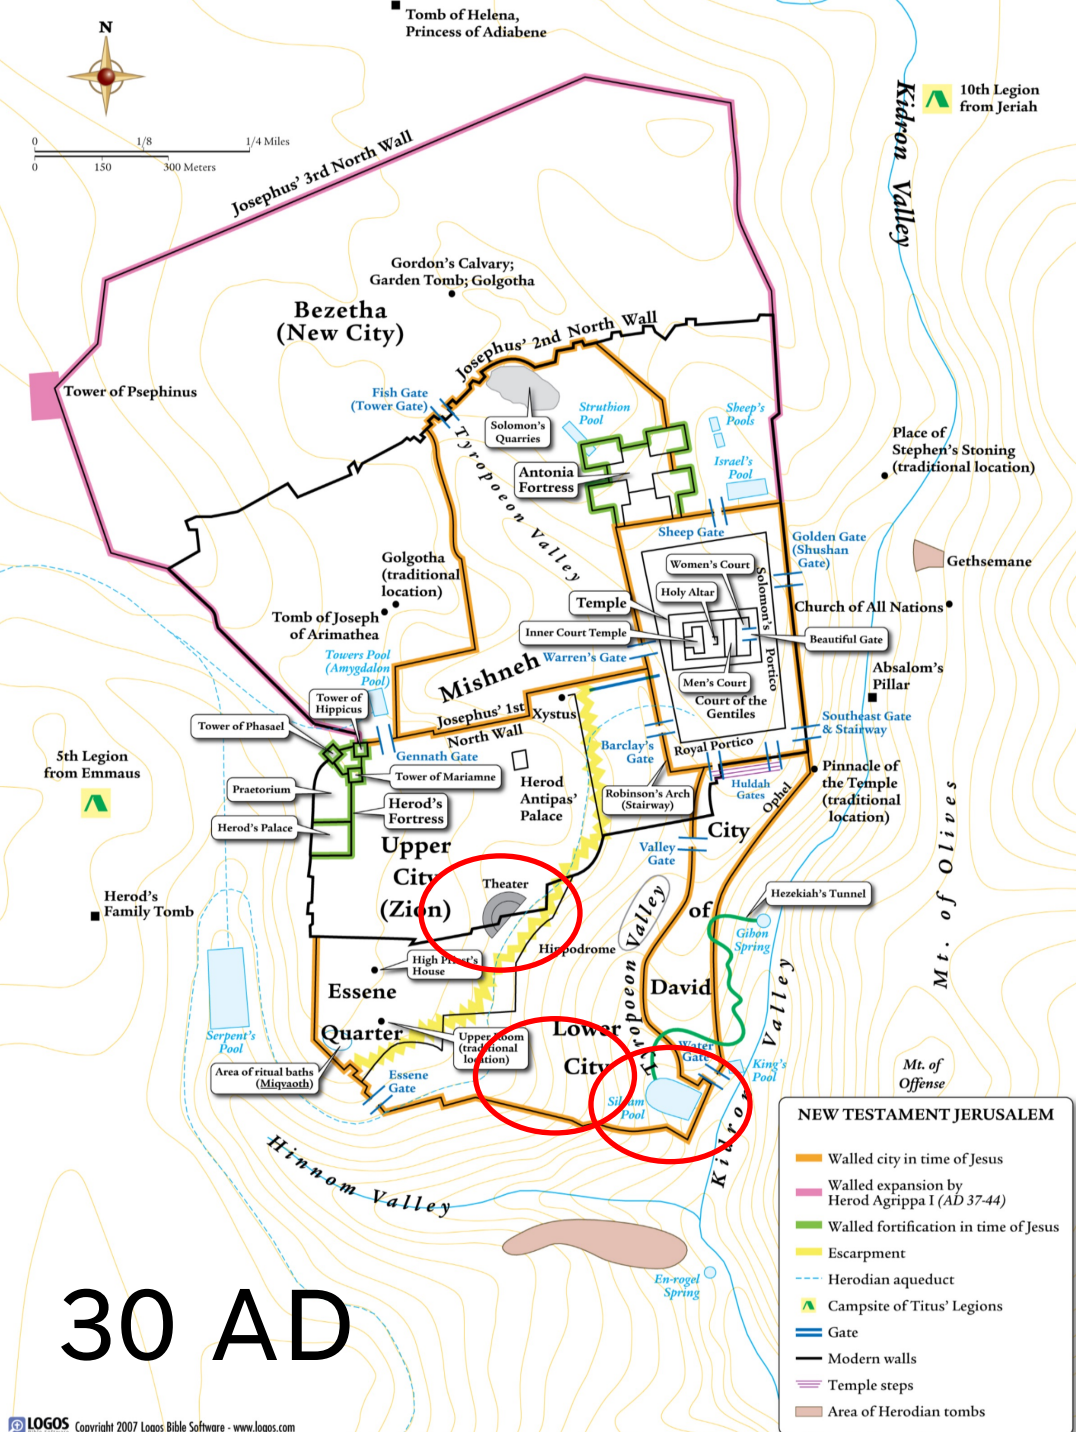 Tomb of Helena,
Princess of Adiabene
N
0 1/8 1/4 Miles
0 150 300 Meters
10th Legion
from Jeriah
Kidron Valley
Josephus' 3rd North Wall
Gordon's Calvary;
Garden Tomb; Golgotha
Bezetha
(New City)
Josephus' 2nd North Wall
Tower of Psephinus
Fish Gate
(Tower Gate)
Solomon's
Quarries
Struthion
Pool
Sheep's
Pools
Place of
Stephen's Stoning
(traditional location)
Tyropoeon Valley
Antonia
Fortress
Israel's
Pool
Sheep Gate
Golden Gate
(Shushan
Gate)
Gethsemane
Golgotha
(traditional
location)
Women's Court
Holy Altar
Solomon's Portico
Temple
Church of All Nations
Tomb of Joseph
of Arimathea
Inner Court Temple
Beautiful Gate
Towers Pool
(Amygdalon
Pool)
Mishneh
Warren's Gate
Men's Court
Absalom's
Pillar
Court of the
Gentiles
Tower of
Hippicus
Tower of Phasael
Josephus' 1st
North Wall
Xystus
Southeast Gate
& Stairway
5th Legion
from Emmaus
Gennath Gate
Barclay's
Gate
Royal Portico
Tower of Mariamne
Praetorium
Herod
Antipas'
Palace
Robinson's Arch
(Stairway)
Huldah
Gates
Ophel
Pinnacle of
the Temple
(traditional
location)
Herod's
Fortress
Herod's Palace
Upper
City
(Zion)
Valley
Gate
City
of
David
Mt. of Olives
Theater
Herod's
Family Tomb
Hezekiah's Tunnel
Tyropoeon Valley
Gihon
Spring
Hippodrome
High Priest's
House
Essene
Quarter
Kidron Valley
Serpent's
Pool
Upper Room
(traditional
location)
Lower
City
Water
Gate
King's
Pool
Mt. of
Offense
Area of ritual baths
(Miqvaoth)
Essene
Gate
Siloam
Pool
Hinnom Valley
En-rogel
Spring
NEW TESTAMENT JERUSALEM
Walled city in time of Jesus
Walled expansion by
Herod Agrippa I (AD 37-44)
Walled fortification in time of Jesus
Escarpment
Herodian aqueduct
Campsite of Titus' Legions
Gate
Modern walls
Temple steps
Area of Herodian tombs
30 AD
LOGOS Copyright 2007 Logos Bible Software - www.logos.com